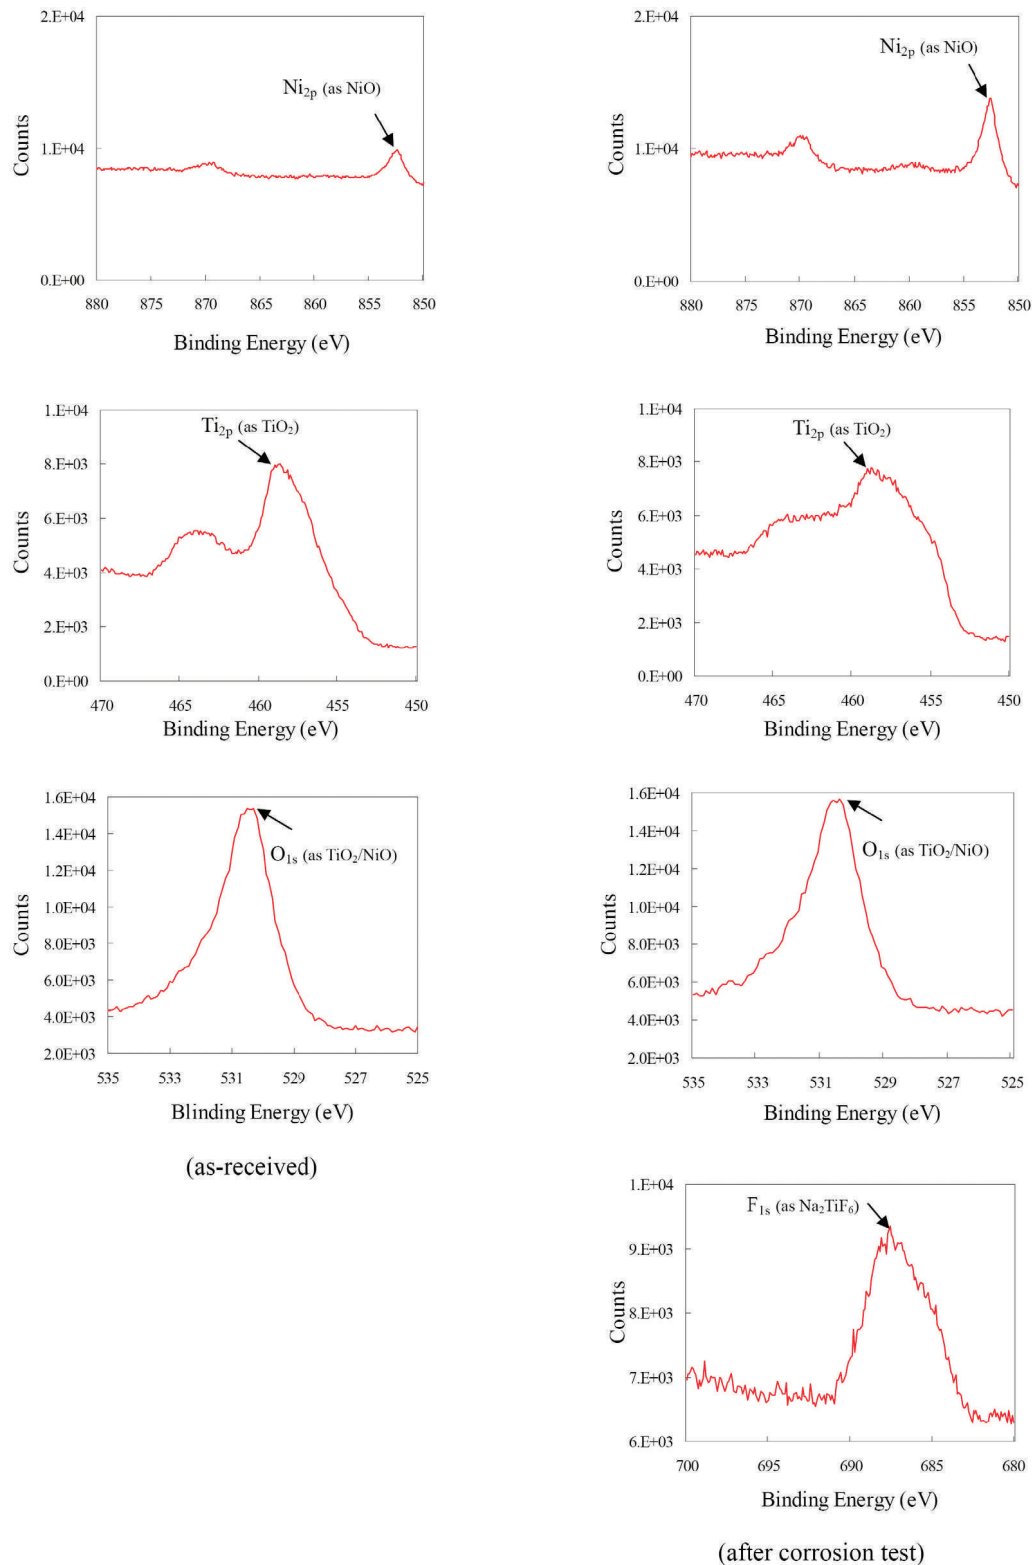 2.E+04
Ni2p (as NiO)
Counts
1.E+04
0.E+00
880 875 870 865 860 855 850
Binding Energy (eV)
2.E+04
Ni2p (as NiO)
Counts
1.E+04
0.E+00
880 875 870 865 860 855 850
Binding Energy (eV)
1.E+04
Ti2p (as TiO2)
8.E+03
Counts
6.E+03
4.E+03
2.E+03
0.E+00
470 465 460 455 450
Binding Energy (eV)
1.E+04
Ti2p (as TiO2)
8.E+03
Counts
6.E+03
4.E+03
2.E+03
0.E+00
470 465 460 455 450
Binding Energy (eV)
1.6E+04
1.4E+04
O1s (as TiO2/NiO)
1.2E+04
Counts
1.0E+04
8.0E+03
6.0E+03
4.0E+03
2.0E+03
535 533 531 529 527 525
Blinding Energy (eV)
(as-received)
1.6E+04
1.4E+04
O1s (as TiO2/NiO)
1.2E+04
Counts
1.0E+04
8.0E+03
6.0E+03
4.0E+03
2.0E+03
535 533 531 529 527 525
Binding Energy (eV)
1.E+04
F1s (as Na2TiF6)
9.E+03
Counts
8.E+03
7.E+03
6.E+03
700 695 690 685 680
Binding Energy (eV)
(after corrosion test)